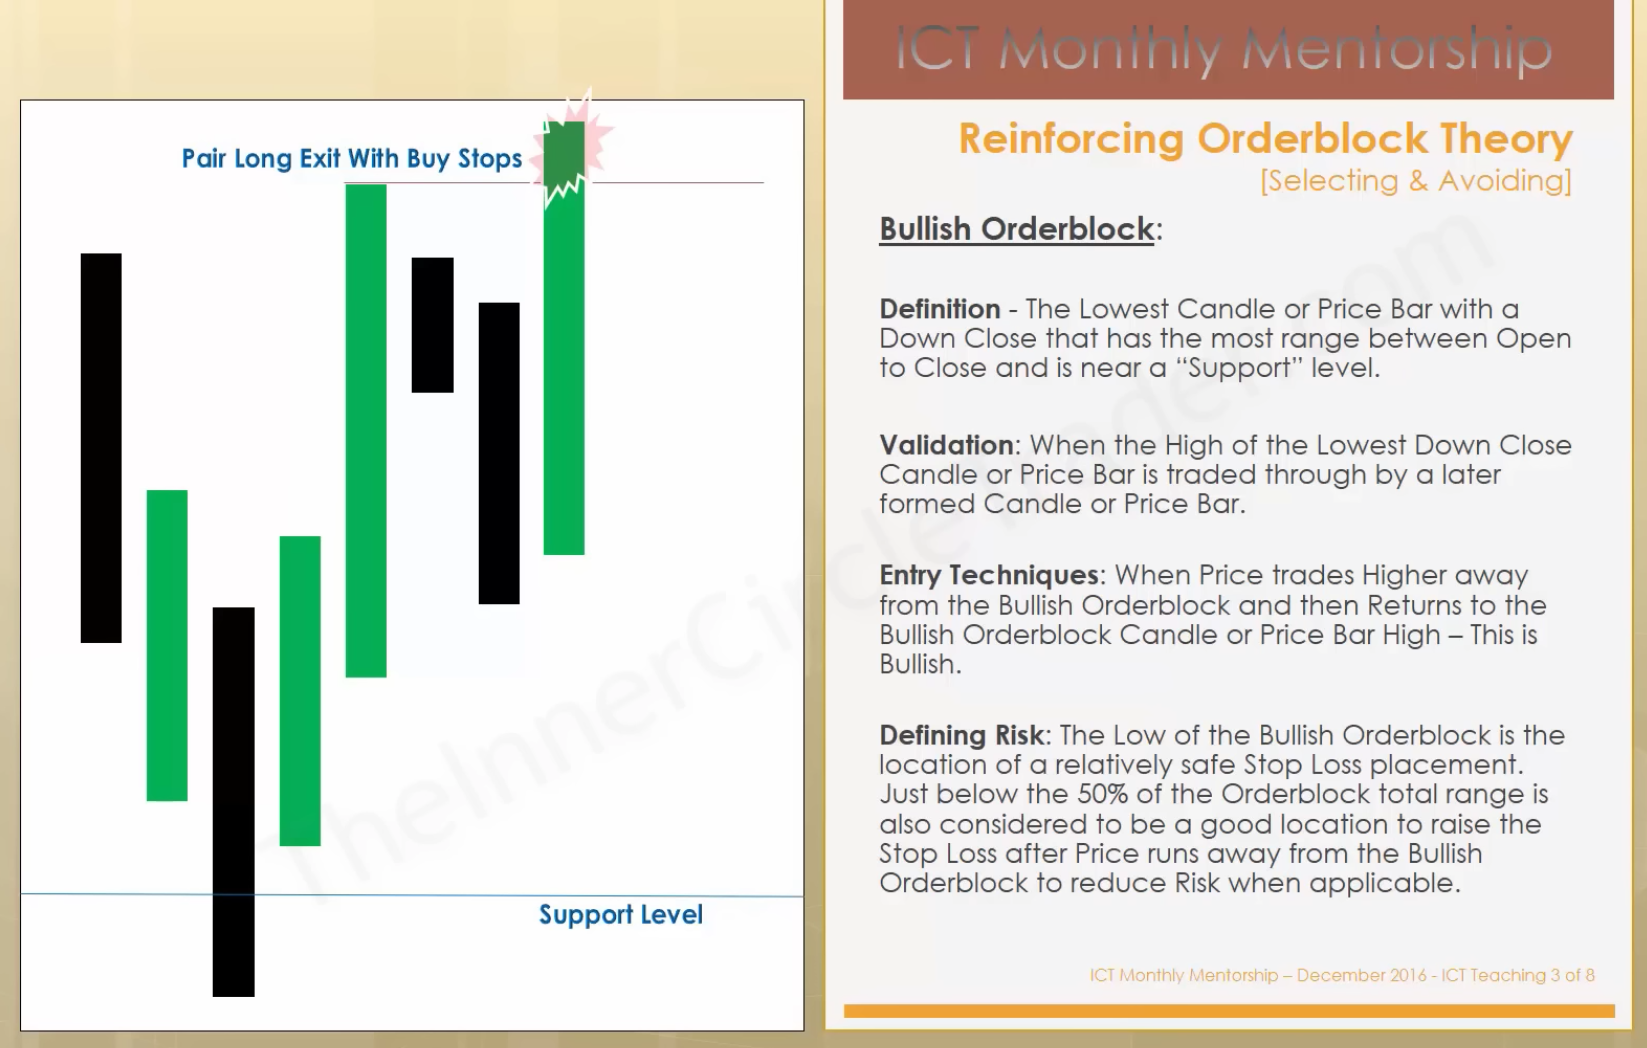 ICT Monthly Mentorship
Pair Long Exit With Buy Stops
Support Level
Reinforcing Orderblock Theory
[Selecting & Avoiding]
Bullish Orderblock:
Definition - The Lowest Candle or Price Bar with a
Down Close that has the most range between Open
to Close and is near a “Support” level.
Validation: When the High of the Lowest Down Close
Candle or Price Bar is traded through by a later
formed Candle or Price Bar.
Entry Techniques: When Price trades Higher away
from the Bullish Orderblock and then Returns to the
Bullish Orderblock Candle or Price Bar High – This is
Bullish.
Defining Risk: The Low of the Bullish Orderblock is the
location of a relatively safe Stop Loss placement.
Just below the 50% of the Orderblock total range is
also considered to be a good location to raise the
Stop Loss after Price runs away from the Bullish
Orderblock to reduce Risk when applicable.
ICT Monthly Mentorship – December 2016 - ICT Teaching 3 of 8
TheInnerCircleTrader.com